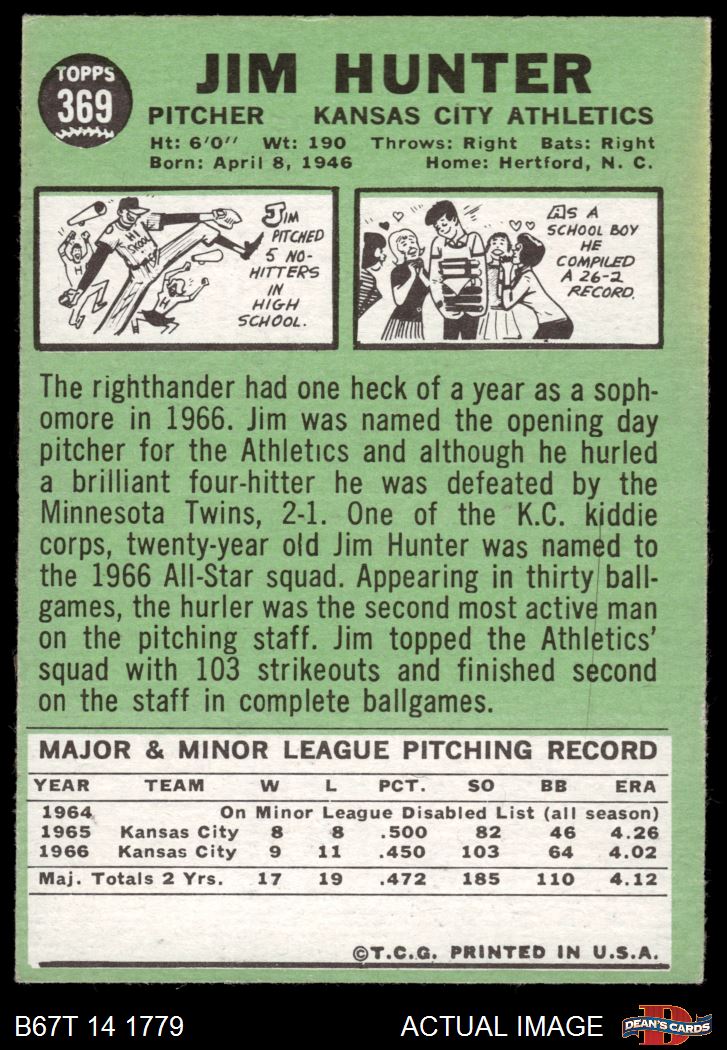 TOPPS
369
JIM HUNTER
PITCHER KANSAS CITY ATHLETICS
Ht: 6'0" Wt: 190 Throws: Right Bats: Right
Born: April 8, 1946 Home: Hertford, N. C.
JIM
PITCHED
5 NO-
HITTERS
IN
HIGH
SCHOOL.
HI
SKOOL
H
H
H
AS A
SCHOOL BOY
HE
COMPILED
A 26-2
RECORD.
The righthander had one heck of a year as a soph-
omore in 1966. Jim was named the opening day
pitcher for the Athletics and although he hurled
a brilliant four-hitter he was defeated by the
Minnesota Twins, 2-1. One of the K.C. kiddie
corps, twenty-year old Jim Hunter was named to
the 1966 All-Star squad. Appearing in thirty ball-
games, the hurler was the second most active man
on the pitching staff. Jim topped the Athletics'
squad with 103 strikeouts and finished second
on the staff in complete ballgames.
MAJOR & MINOR LEAGUE PITCHING RECORD
YEAR TEAM W L PCT. SO BB ERA
1964 On Minor League Disabled List (all season)
1965 Kansas City 8 8 .500 82 46 4.26
1966 Kansas City 9 11 .450 103 64 4.02
Maj. Totals 2 Yrs. 17 19 .472 185 110 4.12
©T.C.G. PRINTED IN U.S.A.
B67T 14 1779 ACTUAL IMAGE
D
DEAN'S CARDS